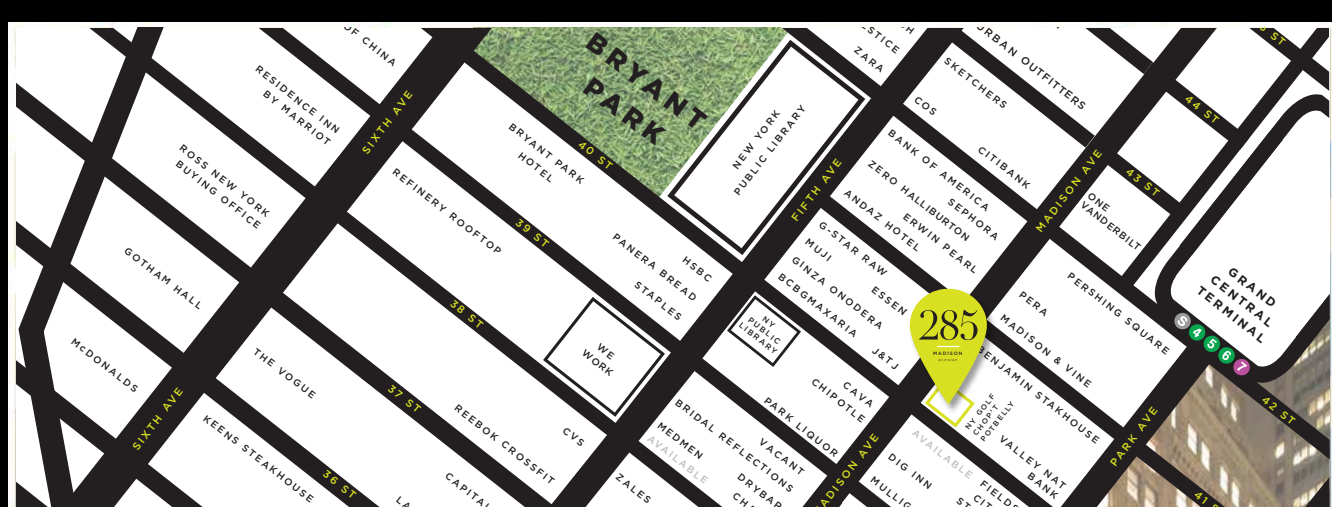 OF CHINA
RESIDENCE INN
BY MARRIOT
ROSS NEW YORK
BUYING OFFICE
GOTHAM HALL
McDONALDS
SIXTH AVE
SIXTH AVE
BRYANT
PARK
40 ST
BRYANT PARK
HOTEL
REFINERY ROOFTOP
39 ST
38 ST
37 ST
36 ST
THE VOGUE
KEENS STEAKHOUSE
REEBOK CROSSFIT
CVS
WE
WORK
HSBC
PANERA BREAD
STAPLES
NEW YORK
PUBLIC LIBRARY
ZARA
FIFTH AVE
SKETCHERS
COS
CITIBANK
URBAN OUTFITTERS
BANK OF AMERICA
SEPHORA
ZERO HALLIBURTON
ERWIN PEARL
ANDAZ HOTEL
G-STAR RAW
MUJI
ESSEN
GINZA ONODERA
BCBGMAXARIA
J&TJ
NY
PUBLIC
LIBRARY
CAVA
CHIPOTLE
PARK LIQUOR
BRIDAL REFLECTIONS
MEDMEN
VACANT
AVAILABLE
DRYBAR
ZALES
MADISON AVE
MADISON AVE
44 ST
43 ST
ONE
VANDERBILT
GRAND
CENTRAL
TERMINAL
S 4 5 6 7
42 ST
PERSHING SQUARE
PERA
MADISON & VINE
285
MADISON
BENJAMIN STAKHOUSE
NY GOLF
CHOP'T
POTBELLY
VALLEY NAT
BANK
AVAILABLE
DIG INN
PARK AVE